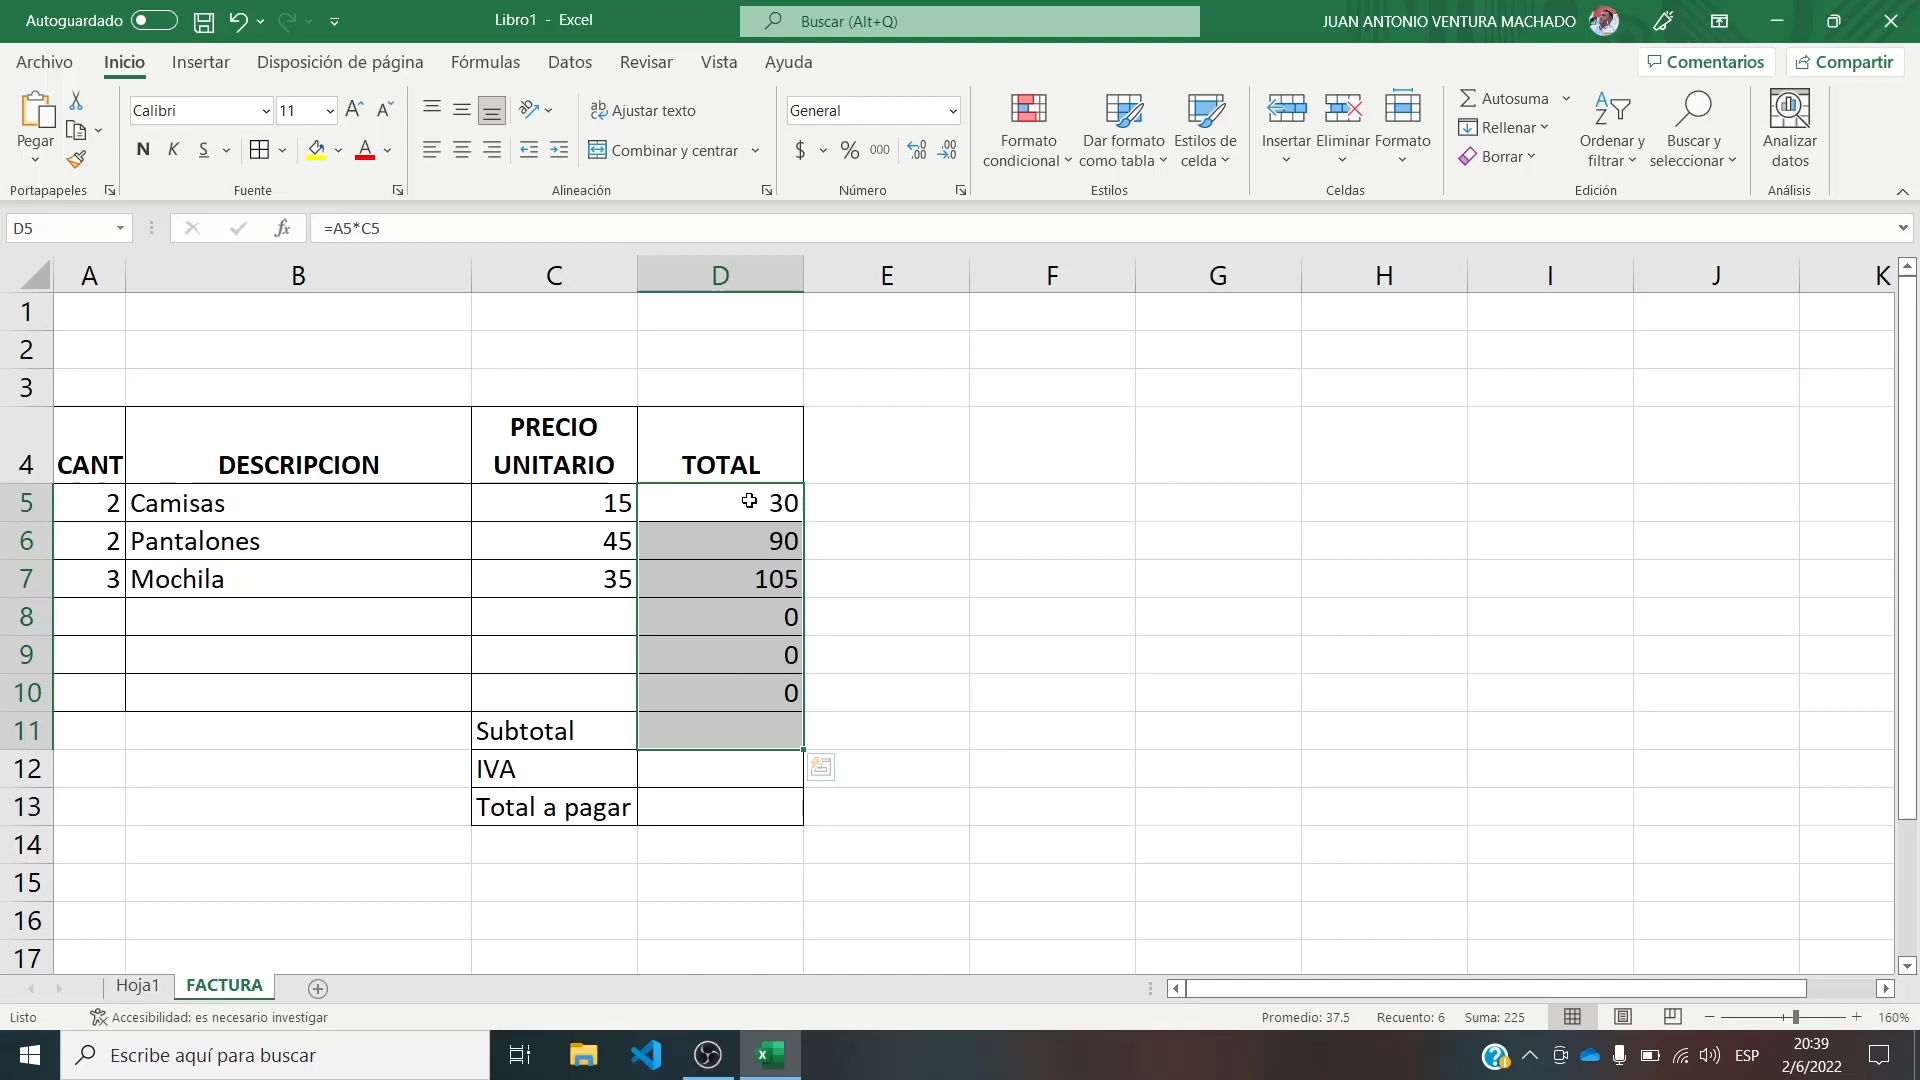 Autoguardado
Libro1 - Excel
Buscar (Alt+Q)
JUAN ANTONIO VENTURA MACHADO
Archivo
Inicio
Insertar
Disposición de página
Fórmulas
Datos
Revisar
Vista
Ayuda
Comentarios
Compartir
Pegar
Portapapeles
Calibri
11
N K S
Fuente
Ajustar texto
Combinar y centrar
Alineación
General
$ % 000
Número
Formato condicional
Dar formato como tabla
Estilos de celda
Estilos
Insertar
Eliminar
Formato
Celdas
Autosuma
Rellenar
Borrar
Ordenar y filtrar
Buscar y seleccionar
Edición
Analizar datos
Análisis
D5
fx
=A5*C5
A B C D E F G H I J K
1
2
3
4 CANT DESCRIPCION PRECIO UNITARIO TOTAL
5 2 Camisas 15 30
6 2 Pantalones 45 90
7 3 Mochila 35 105
8 0
9 0
10 0
11 Subtotal
12 IVA
13 Total a pagar
14
15
16
17
Hoja1
FACTURA
Listo
Accesibilidad: es necesario investigar
Promedio: 37.5
Recuento: 6
Suma: 225
160%
Escribe aquí para buscar
ESP
20:39
2/6/2022